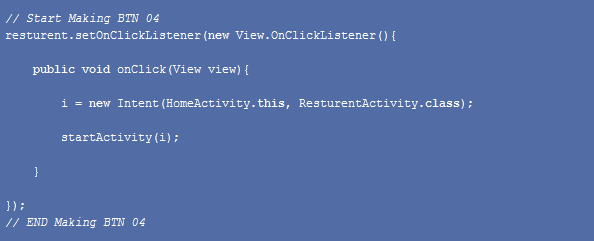 // Start Making BTN 04
resturent.setOnClickListener(new View.OnClickListener(){
public void onClick(View view){
i = new Intent(HomeActivity.this, ResturentActivity.class);
startActivity(i);
}
});
// END Making BTN 04